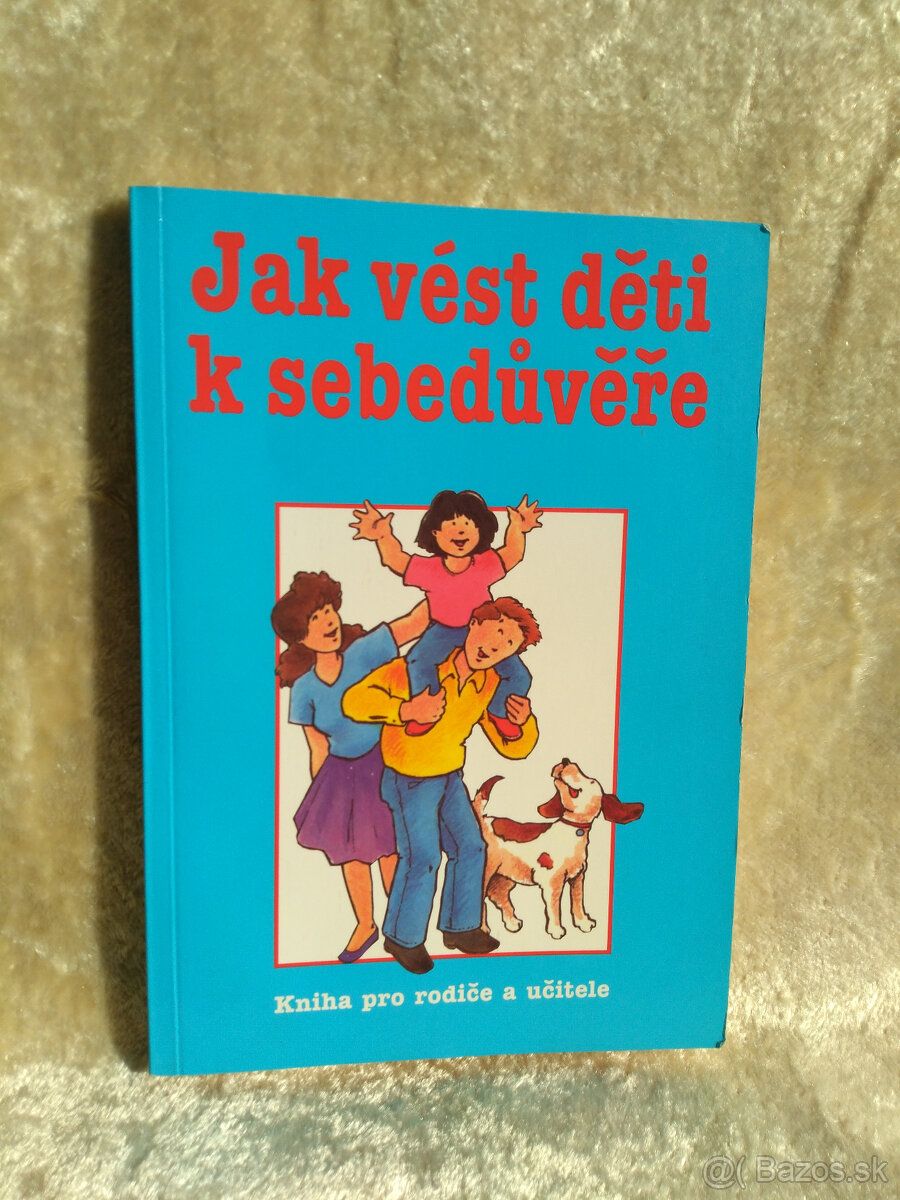 Jak vést děti
k sebedůvěře
Kniha pro rodiče a učitele
@( Bazos.sk